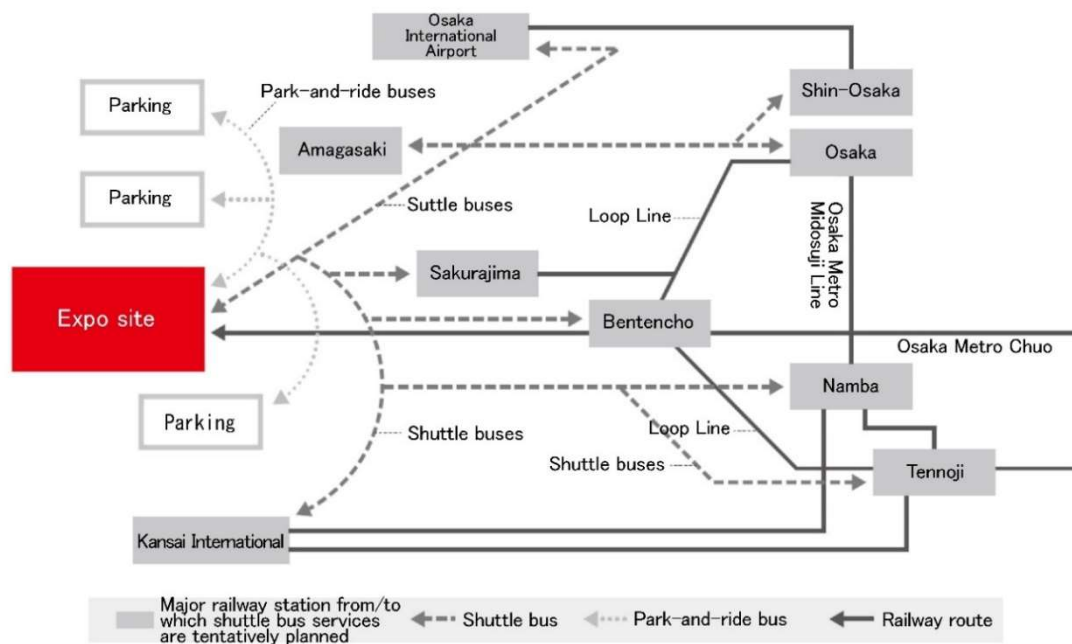 Osaka
International
Airport
Parking
Park-and-ride buses
Shin-Osaka
Amagasaki
Osaka
Parking
Suttle buses
Loop Line
Osaka Metro
Midosuji Line
Sakurajima
Expo site
Bentencho
Osaka Metro Chuo
Namba
Parking
Shuttle buses
Loop Line
Shuttle buses
Tennoji
Kansai International
Major railway station from/to
which shuttle bus services
are tentatively planned
Shuttle bus
Park-and-ride bus
Railway route